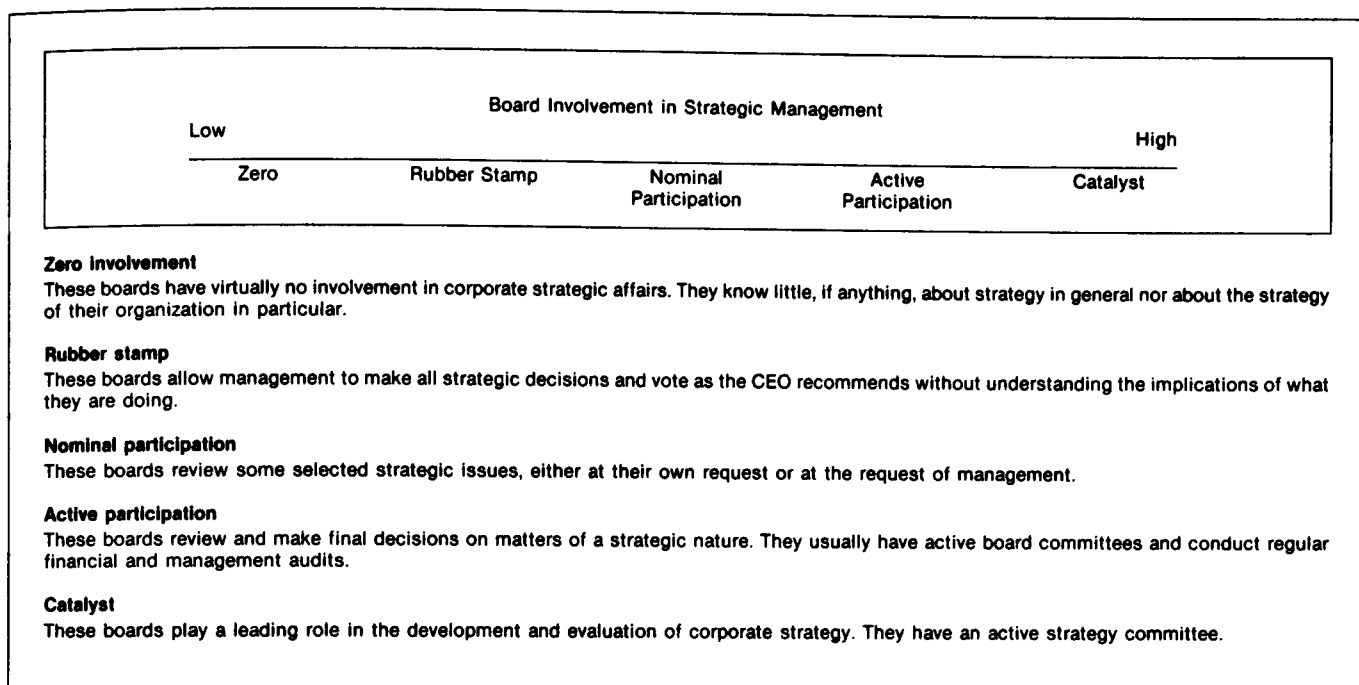 Board Involvement in Strategic Management
Low High
Zero Rubber Stamp Nominal Participation Active Participation Catalyst
Zero involvement
These boards have virtually no involvement in corporate strategic affairs. They know little, if anything, about strategy in general nor about the strategy
of their organization in particular.
Rubber stamp
These boards allow management to make all strategic decisions and vote as the CEO recommends without understanding the implications of what
they are doing.
Nominal participation
These boards review some selected strategic issues, either at their own request or at the request of management.
Active participation
These boards review and make final decisions on matters of a strategic nature. They usually have active board committees and conduct regular
financial and management audits.
Catalyst
These boards play a leading role in the development and evaluation of corporate strategy. They have an active strategy committee.